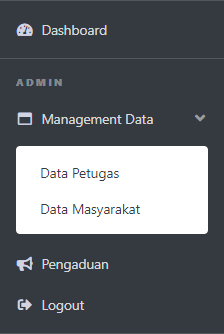 Dashboard
ADMIN
Management Data
Data Petugas
Data Masyarakat
Pengaduan
Logout